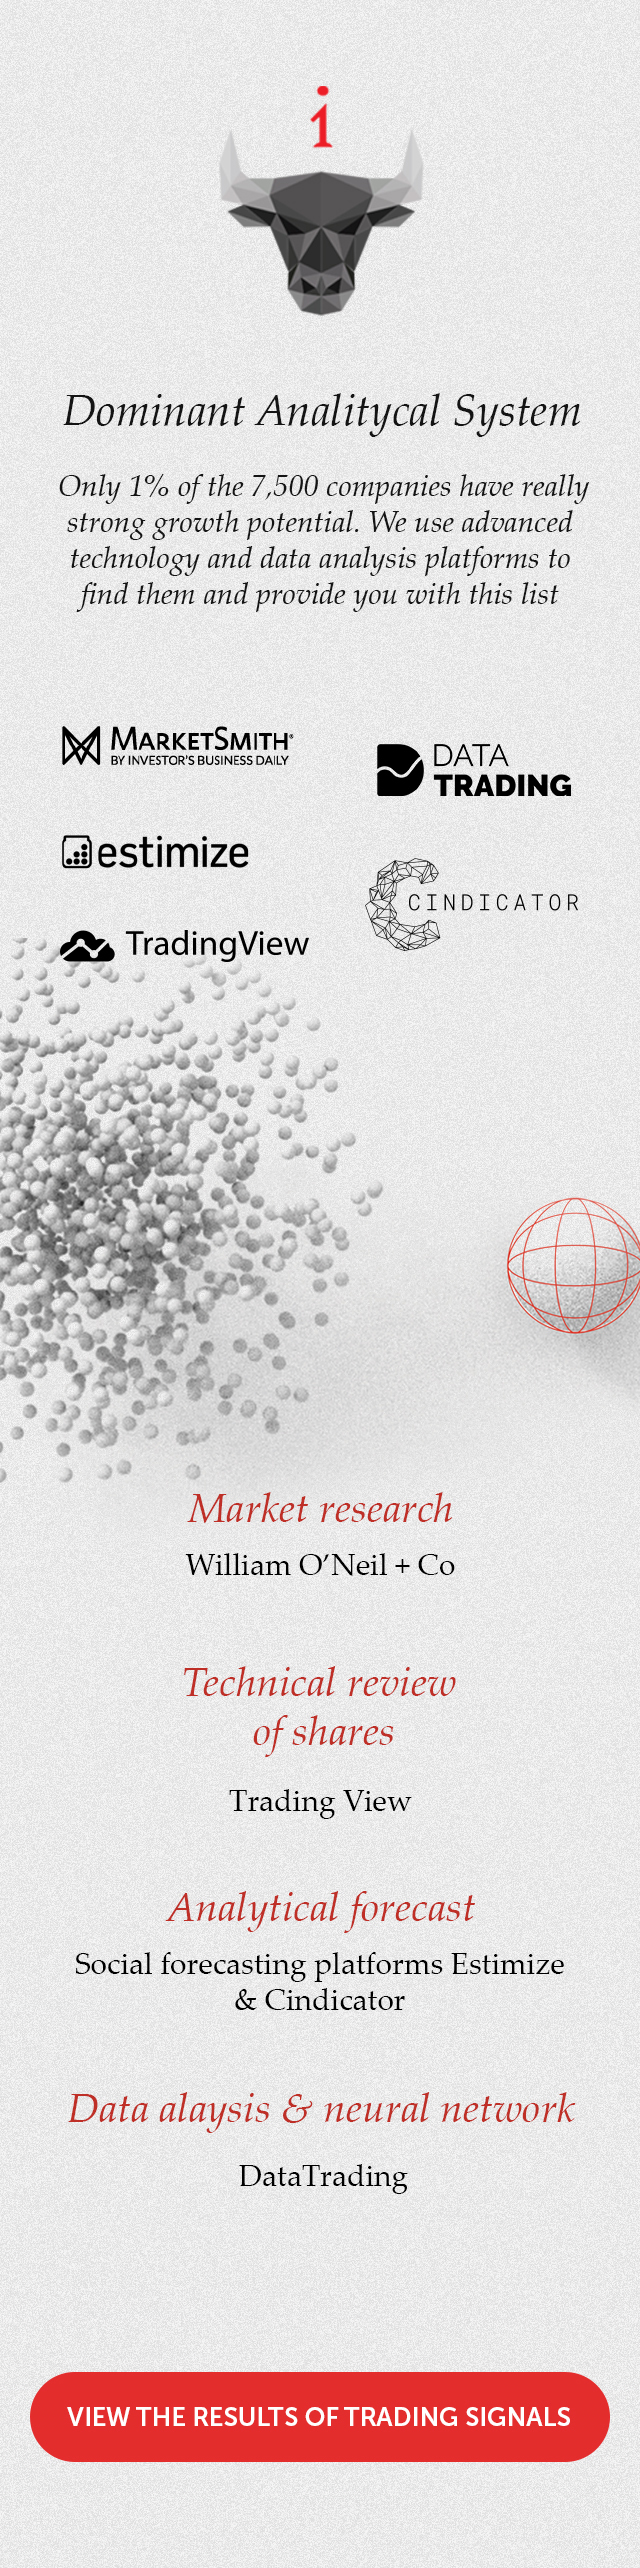 i
Dominant Analitycal System
Only 1% of the 7,500 companies have really
strong growth potential. We use advanced
technology and data analysis platforms to
find them and provide you with this list
MARKETSMITH®
BY INVESTOR'S BUSINESS DAILY
DATA
TRADING
estimize
CINDICATOR
TradingView
Market research
William O’Neil + Co
Technical review
of shares
Trading View
Analytical forecast
Social forecasting platforms Estimize
& Cindicator
Data alaysis & neural network
DataTrading
VIEW THE RESULTS OF TRADING SIGNALS